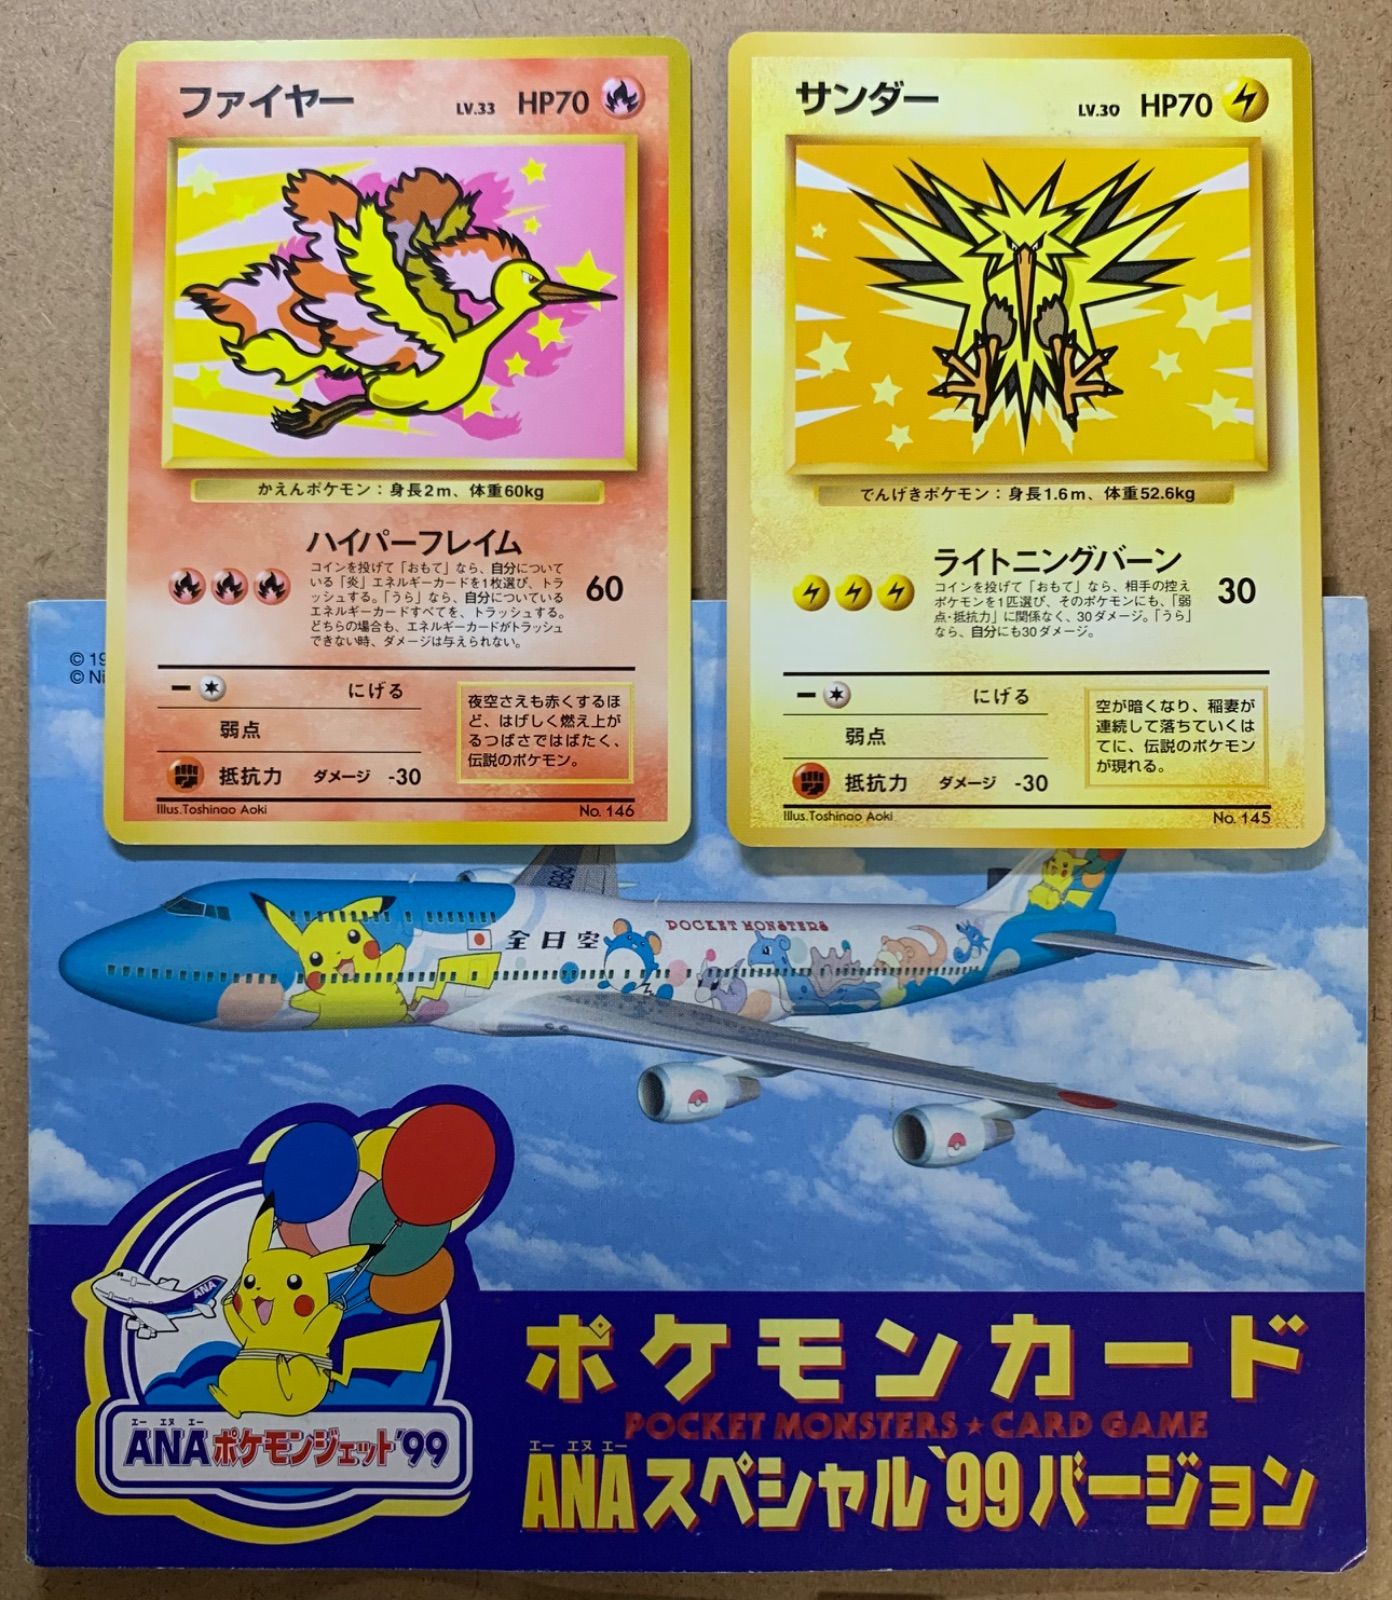 ファイヤー LV.33 HP70
かえんポケモン：身長2m、体重60kg
ハイパーフレイム
コインを投げて「おもて」なら、自分についている「炎」エネルギーカードを1枚選び、トラッシュする。「うら」なら、自分についているエネルギーカードすべてを、トラッシュする。どちらの場合も、エネルギーカードがトラッシュできない時、ダメージは与えられない。
60
にげる
弱点
抵抗力 ダメージ -30
夜空さえも赤くするほ
ど、はげしく燃え上が
るつばさではばたく、
伝説のポケモン。
Illus.Toshinao Aoki
No. 146
サンダー LV.30 HP70
でんげきポケモン：身長1.6m、体重52.6kg
ライトニングバーン
コインを投げて「おもて」なら、相手の控え
ポケモンを1匹選び、そのポケモンにも、「弱
点・抵抗力」に関係なく、30ダメージ。「うら」
なら、自分にも30ダメージ。
30
にげる
弱点
抵抗力 ダメージ -30
空が暗くなり、稲妻が
連続して落ちていくは
てに、伝説のポケモン
が現れる。
Illus.Toshinao Aoki
No. 145
©
©
全日空
POCKET MONSTERS
8964
ANA
エー エヌ エー
ANAポケモンジェット'99
ポケモンカード
POCKET MONSTERS★CARD GAME
エー エヌ エー
ANAスペシャル'99バージョン